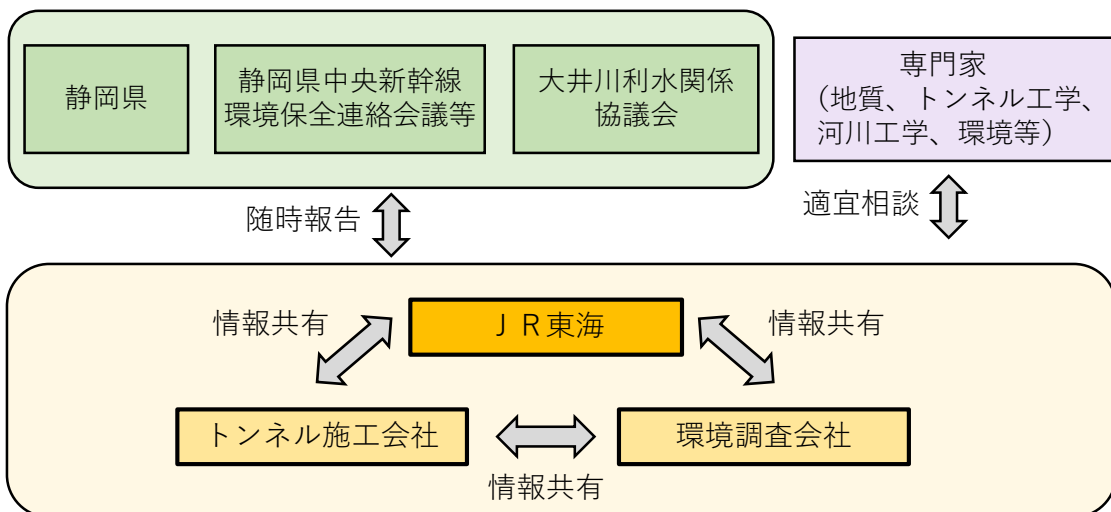 静岡県
静岡県中央新幹線
環境保全連絡会議等
大井川利水関係
協議会
専門家
（地質、トンネル工学、
河川工学、環境等）
随時報告
適宜相談
情報共有
ＪＲ東海
情報共有
トンネル施工会社
環境調査会社
情報共有